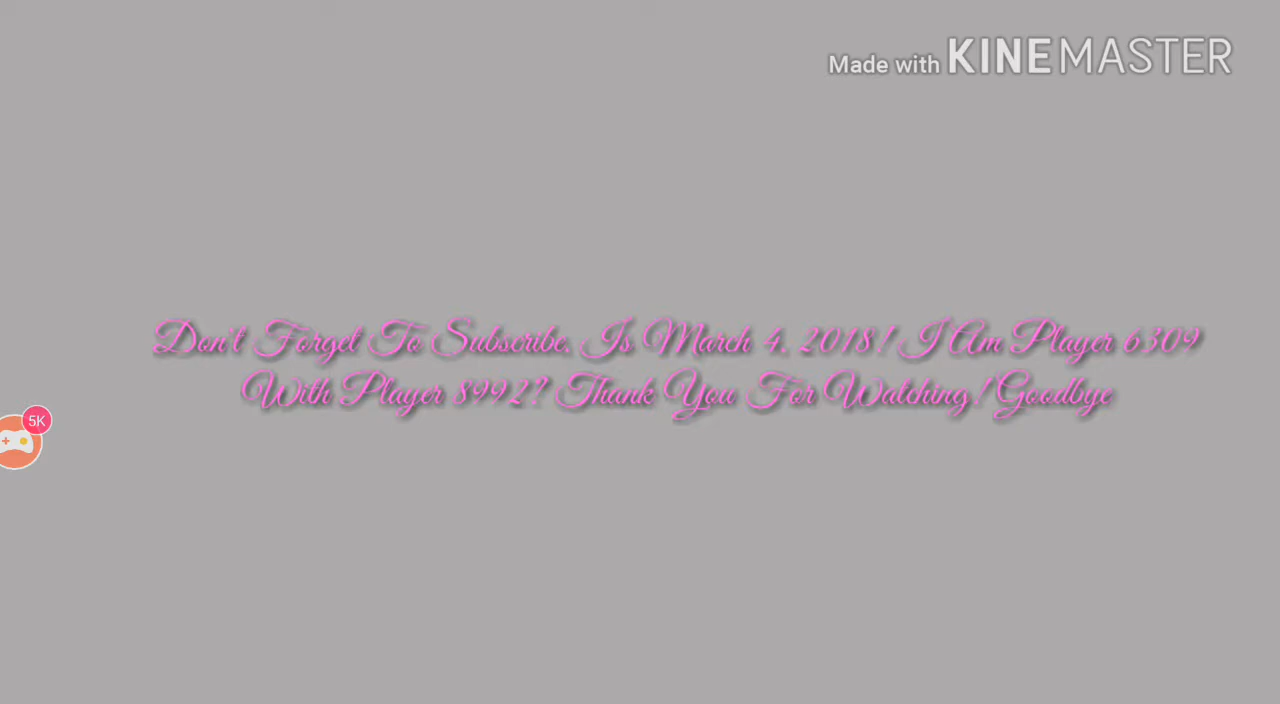 Made with KINEMASTER
Don't Forget To Subscribe. Is March 4, 2018! I Am Player 6309
With Player 8992? Thank You For Watching! Goodbye
5K